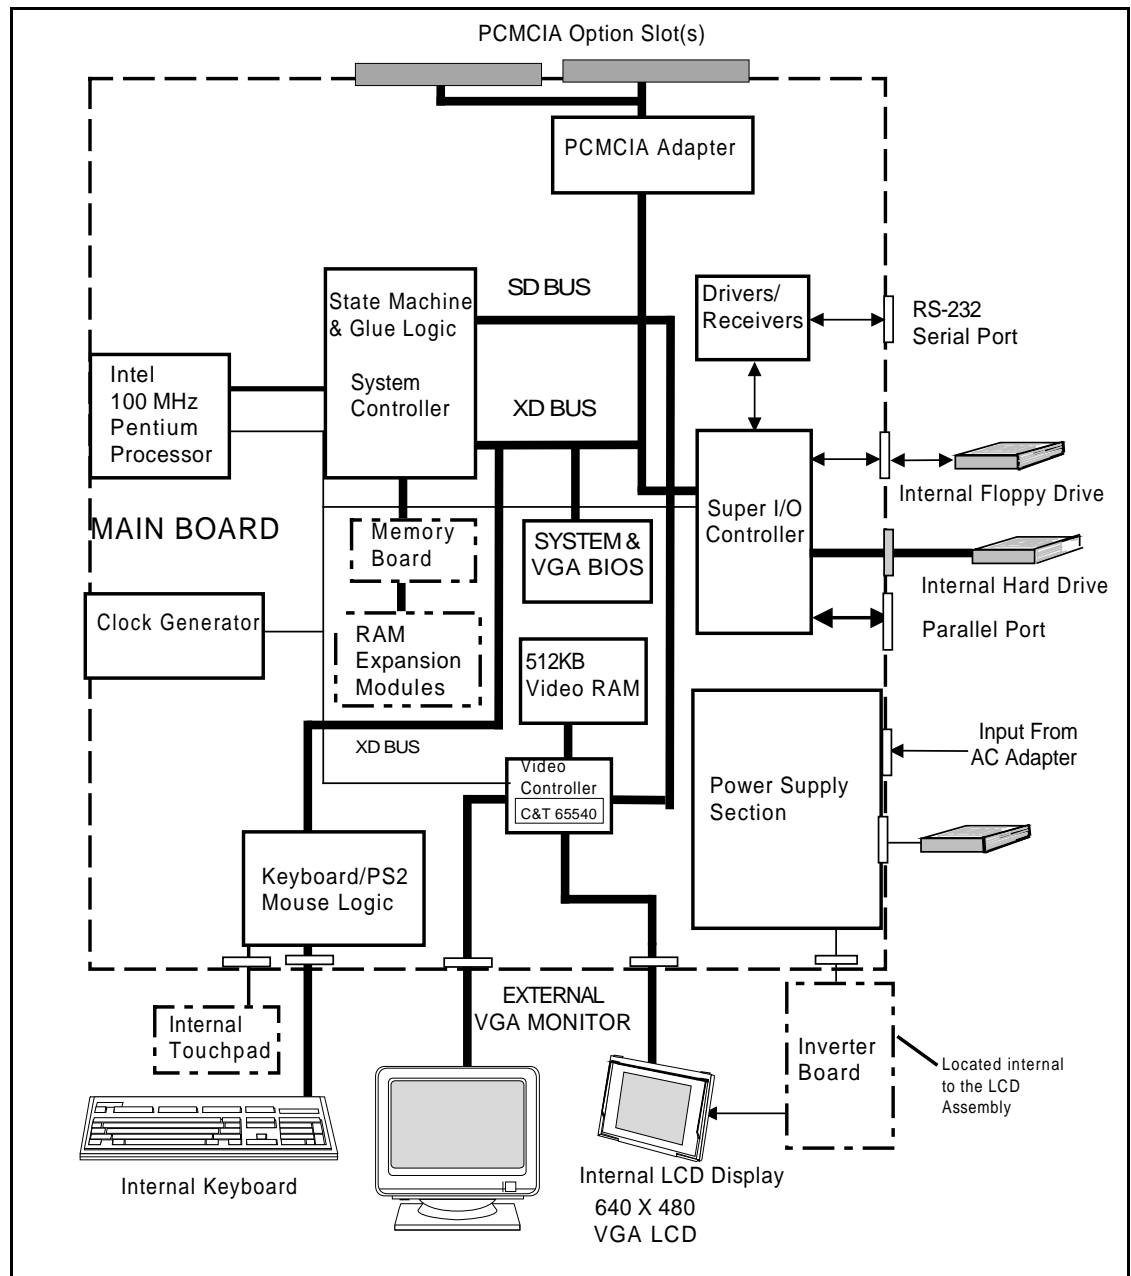 PCMCIA Option Slot(s)
PCMCIA Adapter
SD BUS
State Machine
& Glue Logic
System
Controller
Drivers/
Receivers
RS-232
Serial Port
Intel
100 MHz
Pentium
Processor
XD BUS
Super I/O
Controller
Internal Floppy Drive
MAIN BOARD
Memory
Board
SYSTEM &
VGA BIOS
Internal Hard Drive
Clock Generator
RAM
Expansion
Modules
512KB
Video RAM
Parallel Port
XD BUS
Video
Controller
C&T 65540
Power Supply
Section
Input From
AC Adapter
Keyboard/PS2
Mouse Logic
EXTERNAL
VGA MONITOR
Internal
Touchpad
Inverter
Board
Located internal
to the LCD
Assembly
Internal Keyboard
Internal LCD Display
640 X 480
VGA LCD